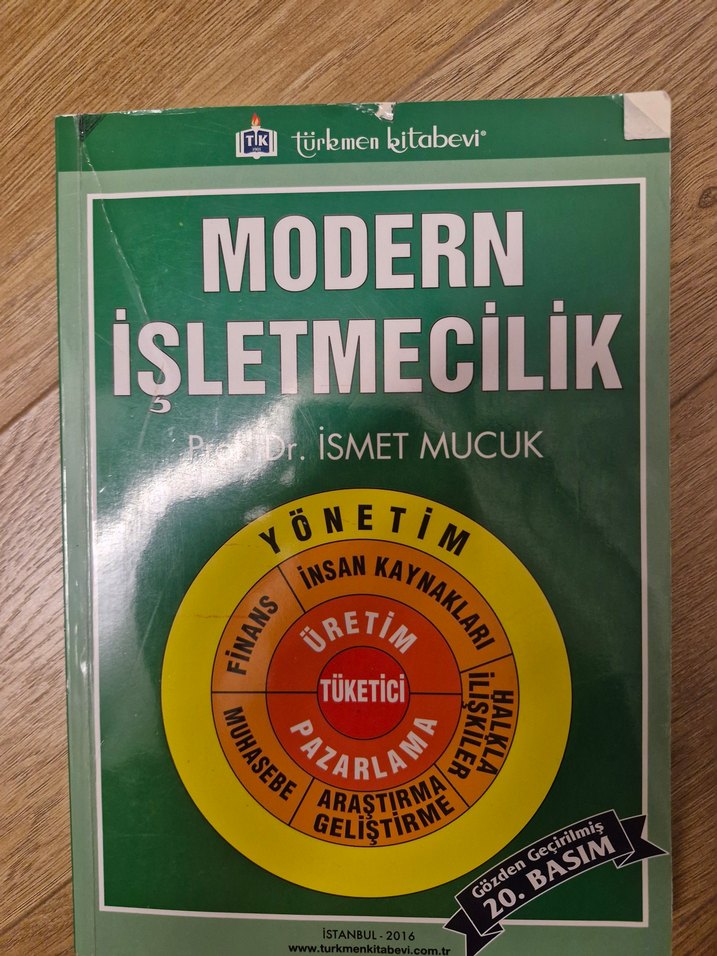 TK
1905
türkmen kitabevi®
MODERN
İŞLETMECİLİK
Prof. Dr. İSMET MUCUK
YÖNETİM
İNSAN KAYNAKLARI
FİNANS
HALKLA
İLİŞKİLER
MUHASEBE
ARAŞTIRMA
GELİŞTİRME
ÜRETİM
TÜKETİCİ
PAZARLAMA
Gözden Geçirilmiş
20. BASIM
İSTANBUL - 2016
www.turkmenkitabevi.com.tr